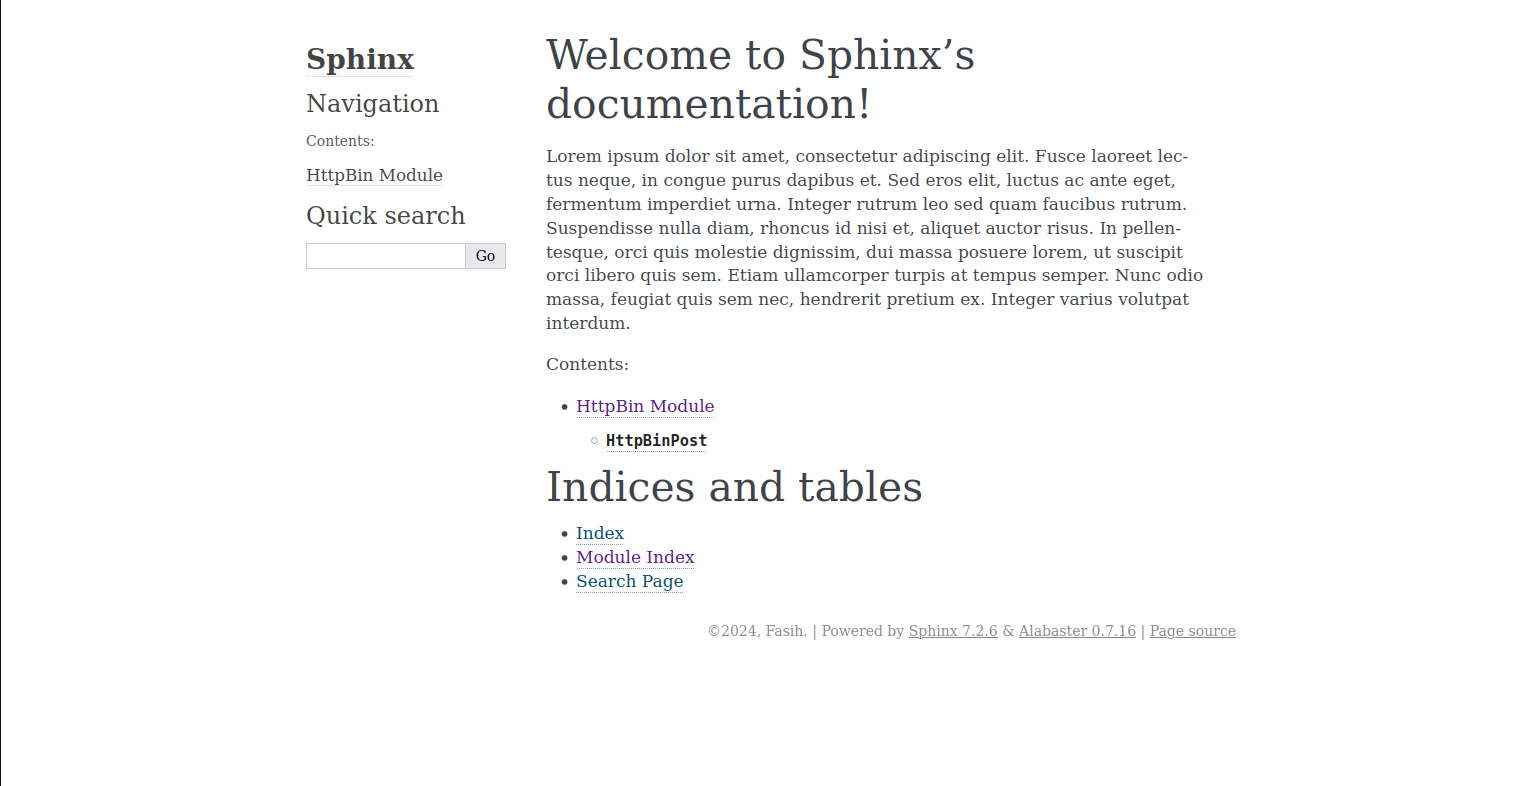 Sphinx
Navigation
Contents:
HttpBin Module
Quick search
Go
Welcome to Sphinx’s
documentation!
Lorem ipsum dolor sit amet, consectetur adipiscing elit. Fusce laoreet lec-
tus neque, in congue purus dapibus et. Sed eros elit, luctus ac ante eget,
fermentum imperdiet urna. Integer rutrum leo sed quam faucibus rutrum.
Suspendisse nulla diam, rhoncus id nisi et, aliquet auctor risus. In pellen-
tesque, orci quis molestie dignissim, dui massa posuere lorem, ut suscipit
orci libero quis sem. Etiam ullamcorper turpis at tempus semper. Nunc odio
massa, feugiat quis sem nec, hendrerit pretium ex. Integer varius volutpat
interdum.
Contents:
• HttpBin Module
○ HttpBinPost
Indices and tables
• Index
• Module Index
• Search Page
©2024, Fasih. | Powered by Sphinx 7.2.6 & Alabaster 0.7.16 | Page source